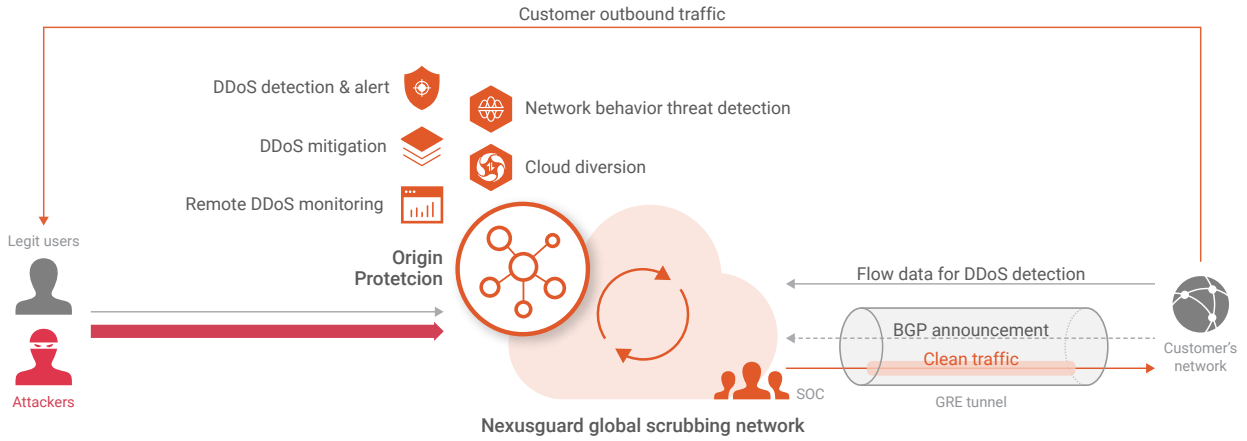 Customer outbound traffic
DDoS detection & alert
Network behavior threat detection
DDoS mitigation
Cloud diversion
Remote DDoS monitoring
Legit users
Origin
Protetcion
Flow data for DDoS detection
BGP announcement
Clean traffic
Customer's
network
Attackers
SOC
GRE tunnel
Nexusguard global scrubbing network